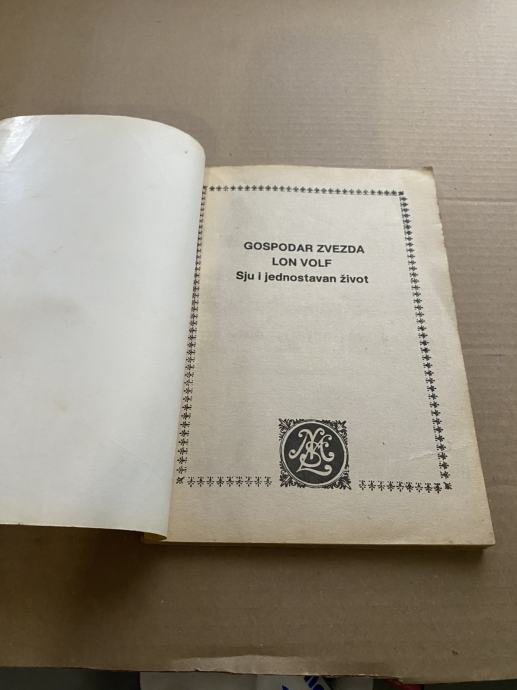 GOSPODAR ZVEZDA
LON VOLF
Sju i jednostavan život